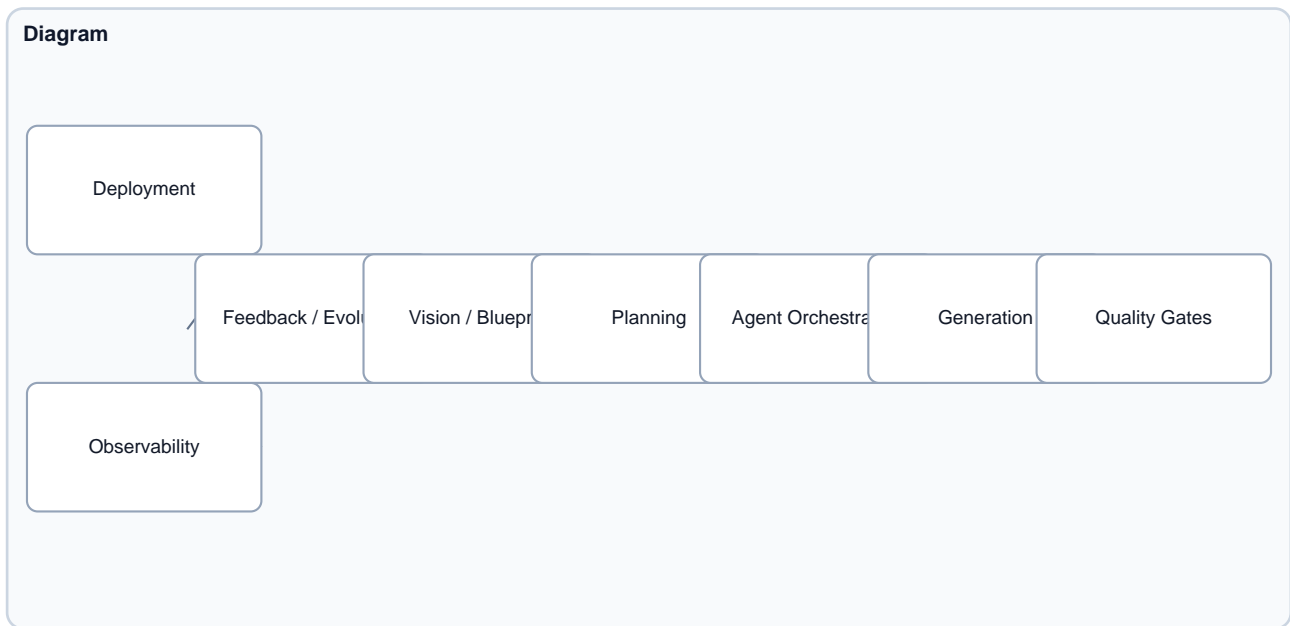 Diagram
Deployment
Feedback / Evol
Vision / Bluepr
Planning
Agent Orchestra
Generation
Quality Gates
Observability